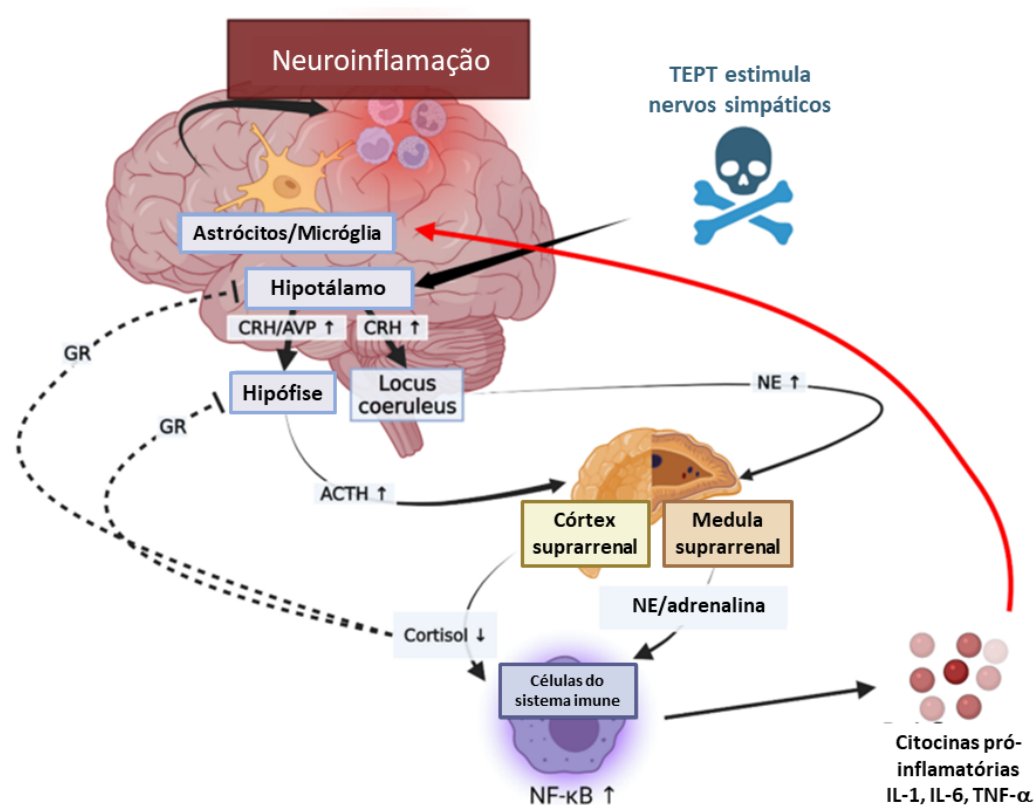 Neuroinflamação
TEPT estimula
nervos simpáticos
Astrócitos/Micróglia
Hipotálamo
CRH/AVP ↑
CRH ↑
GR
Hipófise
Locus
coeruleus
NE ↑
GR
ACTH ↑
Córtex
suprarrenal
Medula
suprarrenal
NE/adrenalina
Cortisol ↓
Células do
sistema imune
NF-κB ↑
Citocinas pró-
inflamatórias
IL-1, IL-6, TNF-α